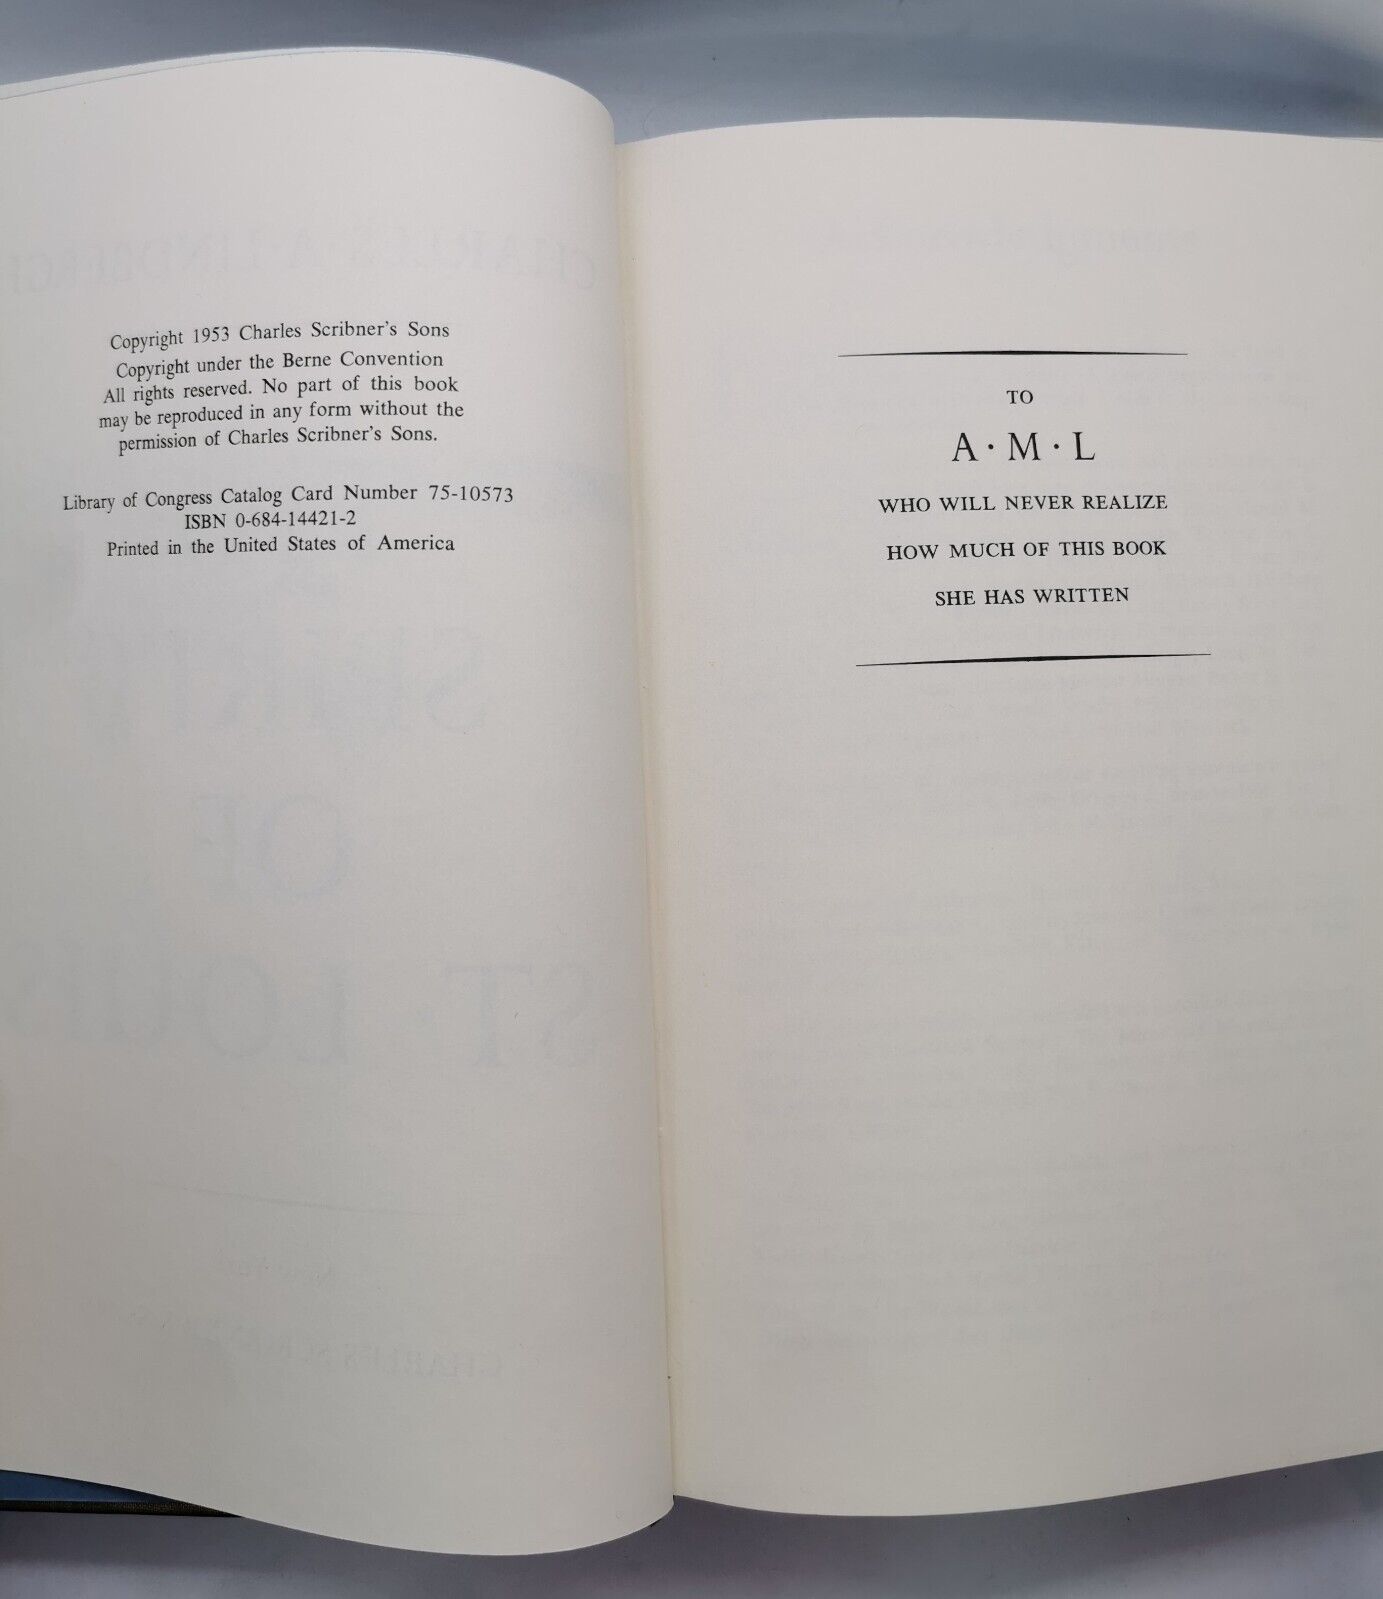 Copyright 1953 Charles Scribner's Sons
Copyright under the Berne Convention
All rights reserved. No part of this book
may be reproduced in any form without the
permission of Charles Scribner's Sons.
Library of Congress Catalog Card Number 75-10573
ISBN 0-684-14421-2
Printed in the United States of America
TO
A · M · L
WHO WILL NEVER REALIZE
HOW MUCH OF THIS BOOK
SHE HAS WRITTEN